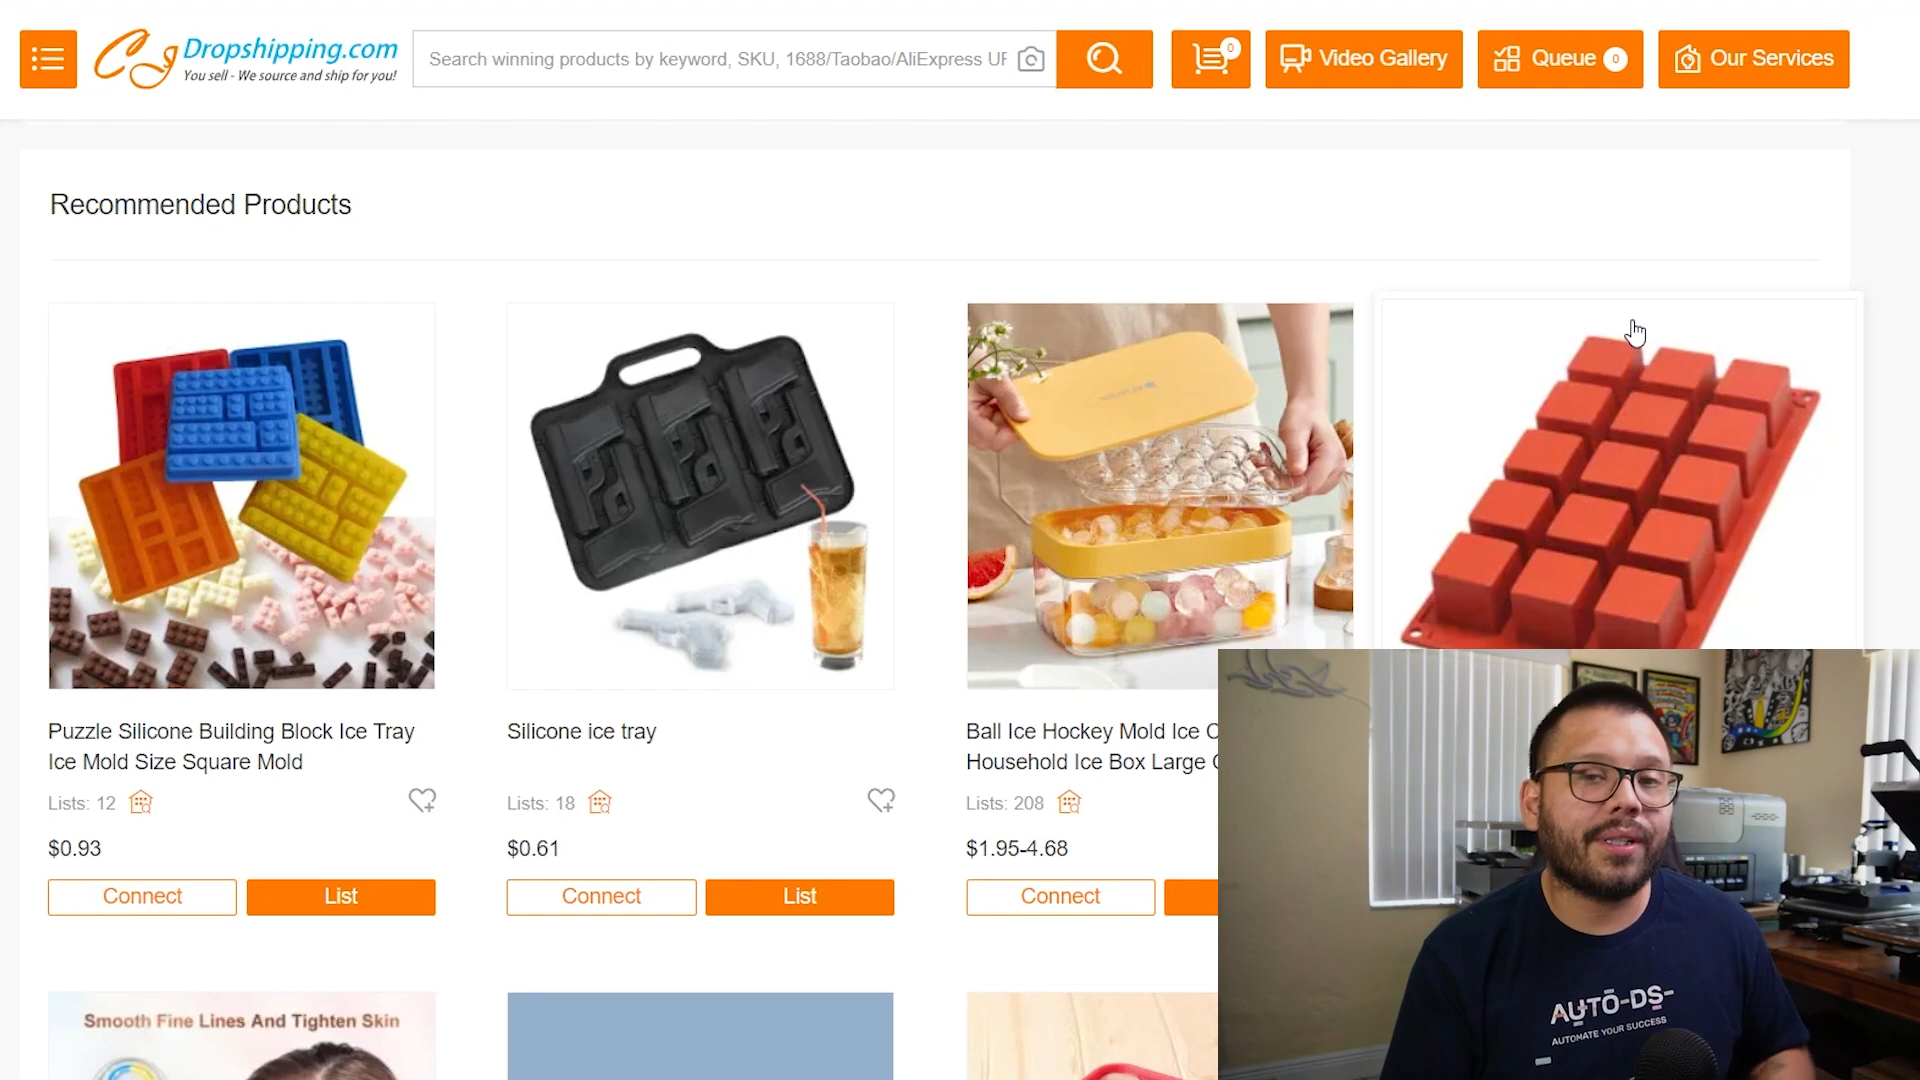 CJ Dropshipping.com
You sell - We source and ship for you!
Search winning products by keyword, SKU, 1688/Taobao/AliExpress UR
0
Video Gallery
Queue 0
Our Services
Recommended Products
Puzzle Silicone Building Block Ice Tray
Ice Mold Size Square Mold
Lists: 12
$0.93
Connect
List
Silicone ice tray
Lists: 18
$0.61
Connect
List
Ball Ice Hockey Mold Ice
Household Ice Box Large
Lists: 208
$1.95-4.68
Connect
Smooth Fine Lines And Tighten Skin
AUTO-DS
AUTOMATE YOUR SUCCESS